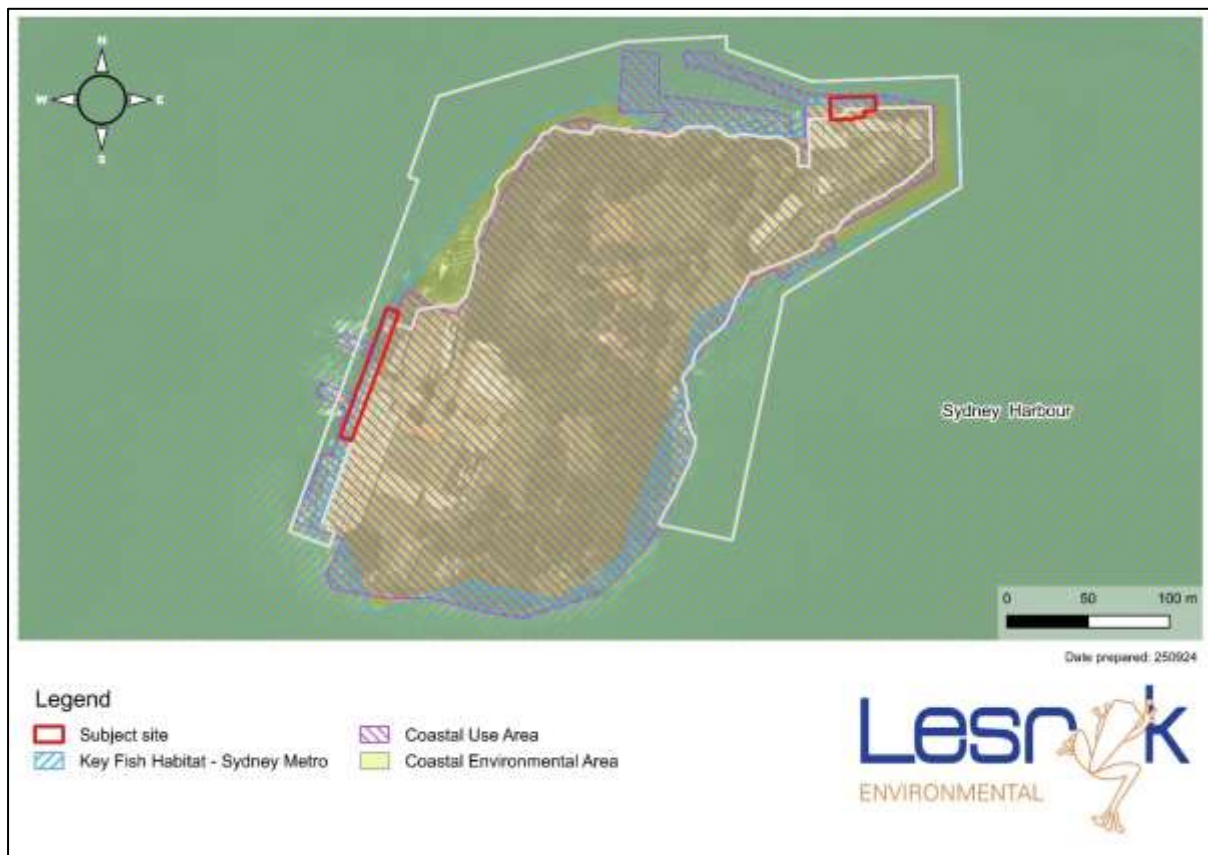 N
W E
S
Sydney Harbour
0 50 100 m
Date prepared: 250924
Legend
Subject site
Key Fish Habitat - Sydney Metro
Coastal Use Area
Coastal Environmental Area
Lesryk
ENVIRONMENTAL